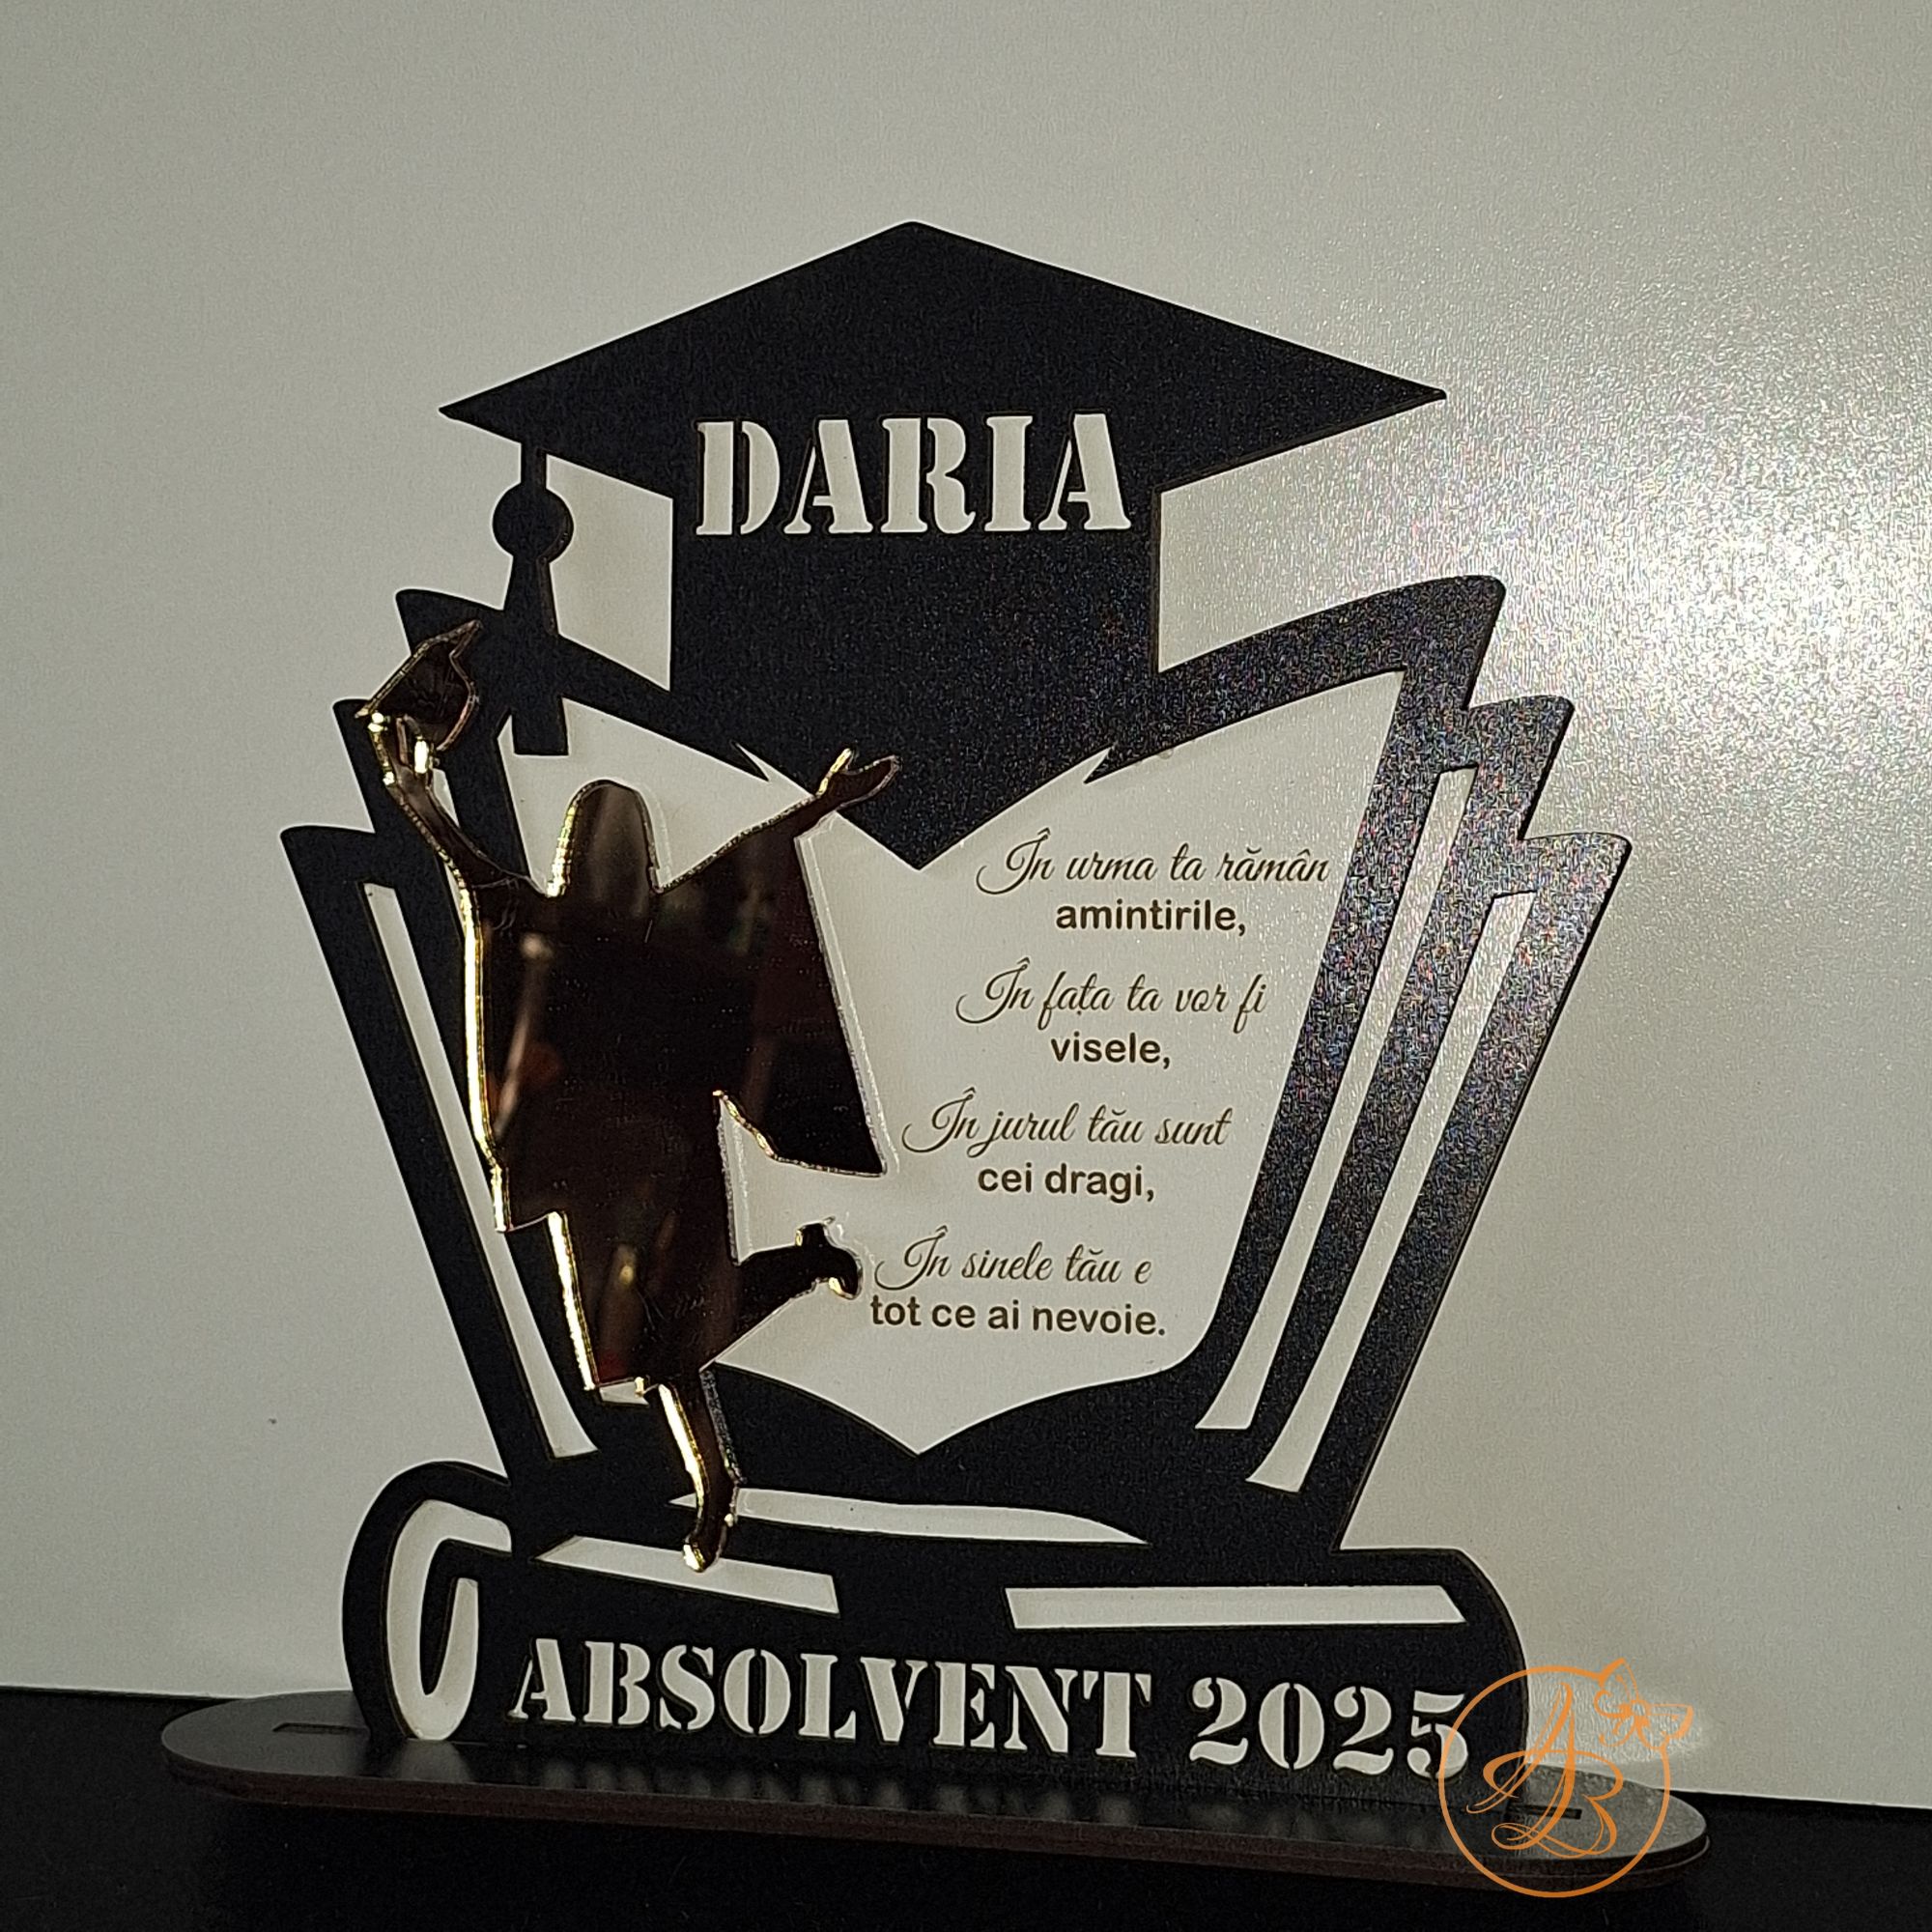 DARIA
În urma ta rămân
amintirile,
În fața ta vor fi
visele,
În jurul tău sunt
cei dragi,
În sinele tău e
tot ce ai nevoie.
ABSOLVENT 2025
AB